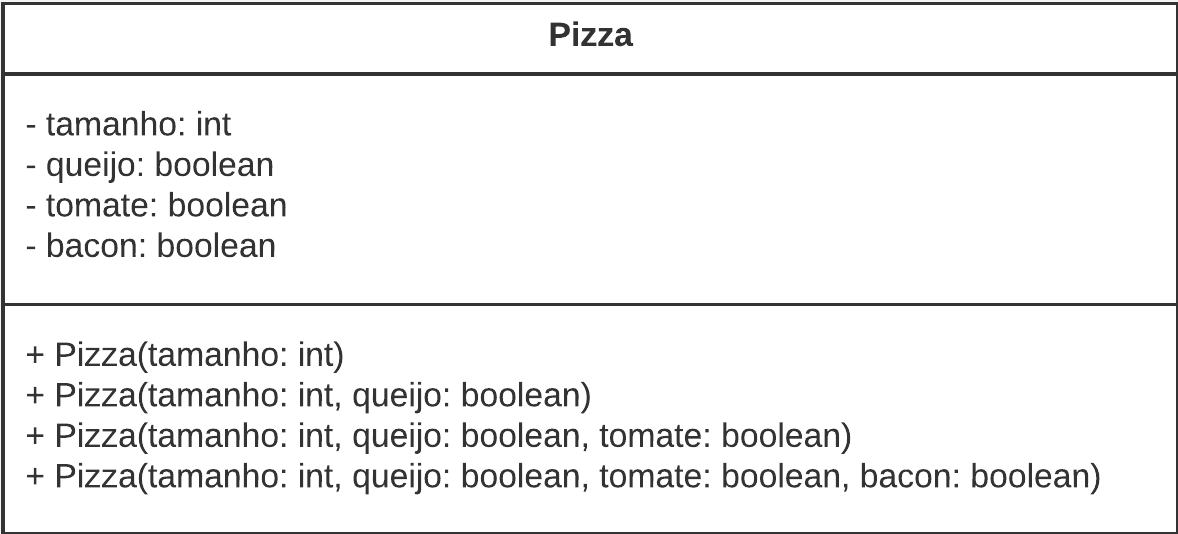 Pizza
- tamanho: int
- queijo: boolean
- tomate: boolean
- bacon: boolean
+ Pizza(tamanho: int)
+ Pizza(tamanho: int, queijo: boolean)
+ Pizza(tamanho: int, queijo: boolean, tomate: boolean)
+ Pizza(tamanho: int, queijo: boolean, tomate: boolean, bacon: boolean)